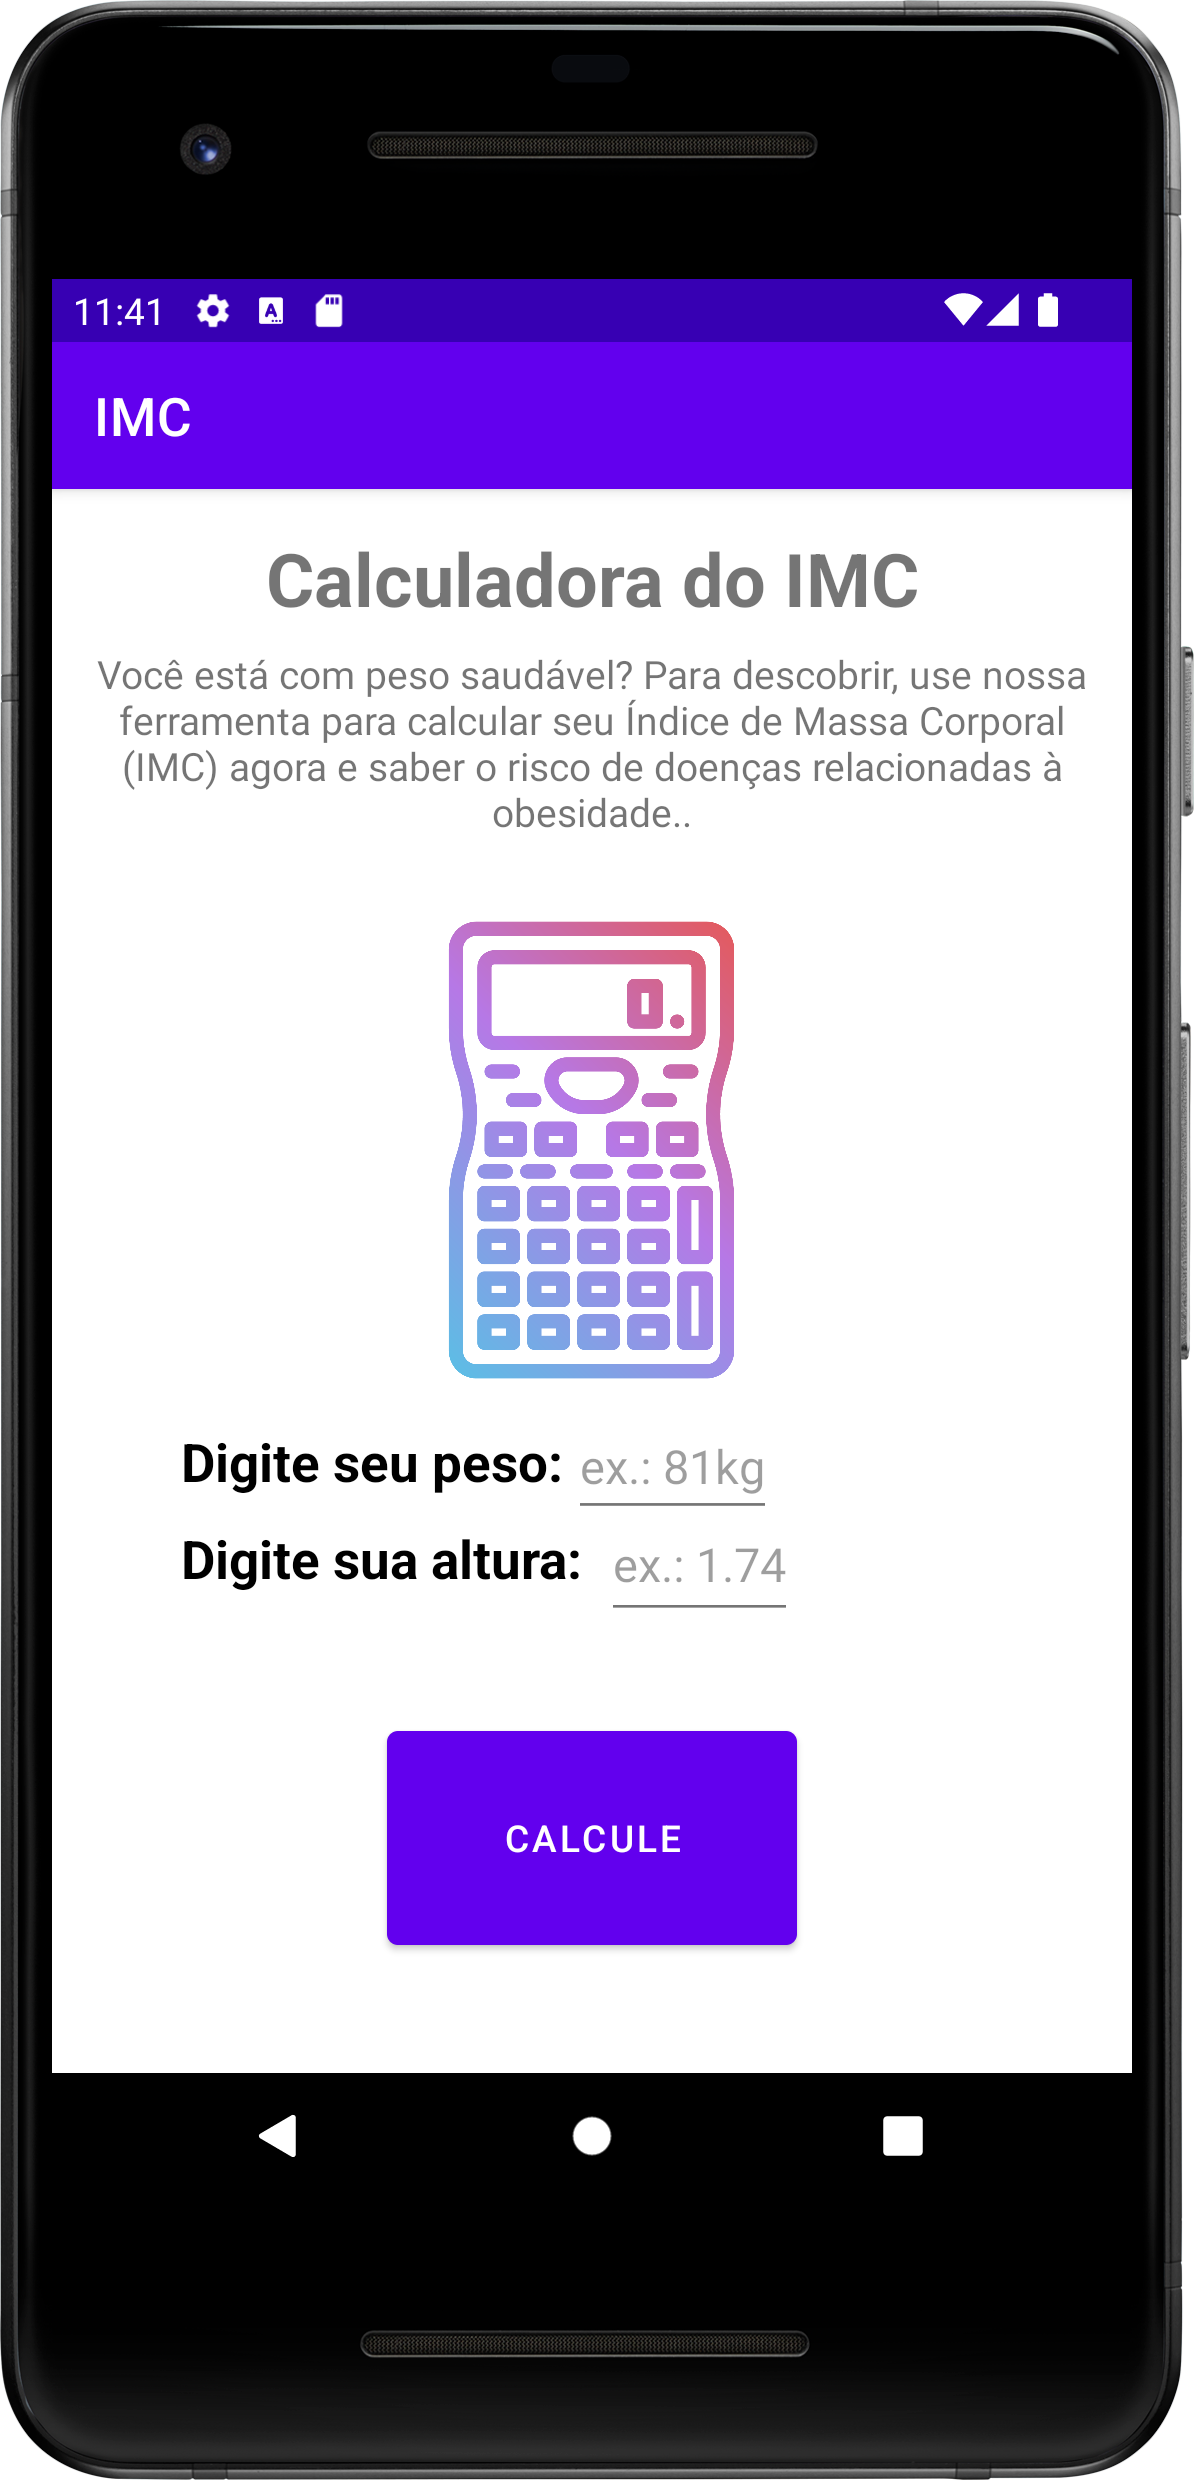 11:41
IMC
Calculadora do IMC
Você está com peso saudável? Para descobrir, use nossa
ferramenta para calcular seu Índice de Massa Corporal
(IMC) agora e saber o risco de doenças relacionadas à
obesidade..
0.
Digite seu peso: ex.: 81kg
Digite sua altura: ex.: 1.74
CALCULE